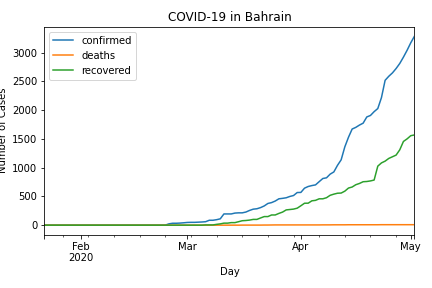 COVID-19 in Bahrain
confirmed
deaths
recovered
3000
2500
2000
1500
1000
500
0
Number of Cases
Feb
2020
Mar
Apr
May
Day